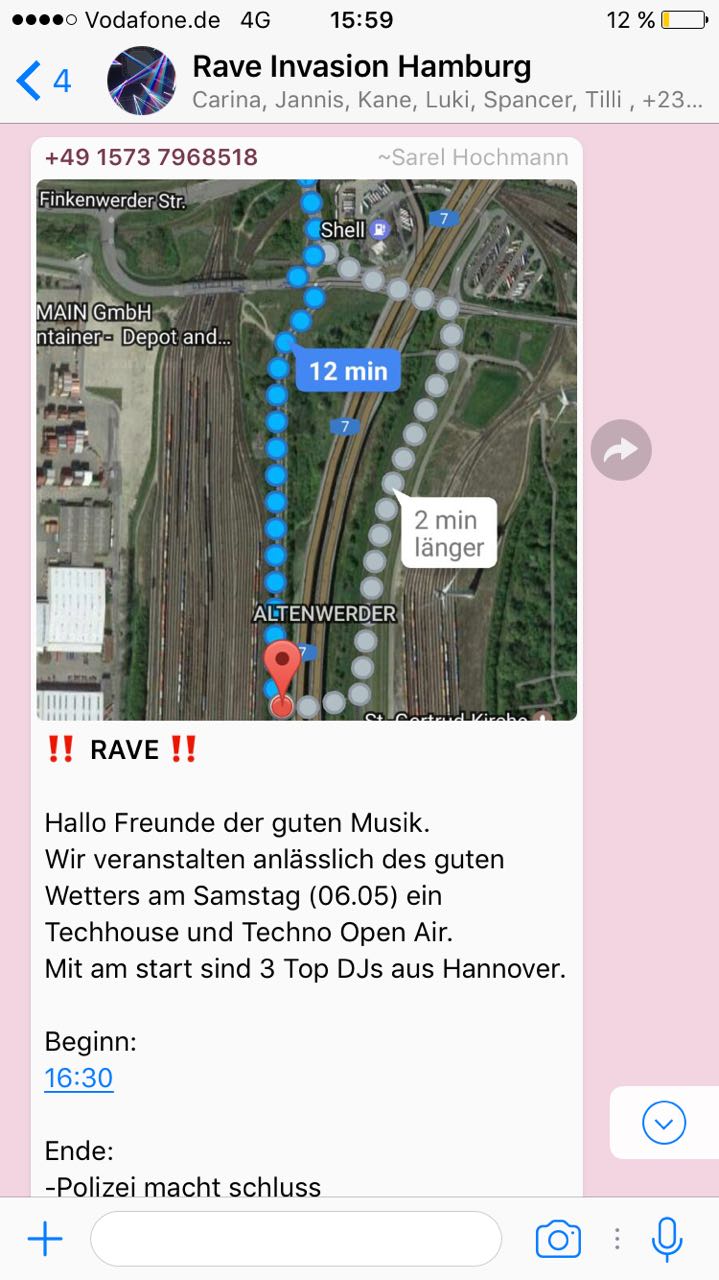 Vodafone.de 4G 15:59 12 %
4 Rave Invasion Hamburg
Carina, Jannis, Kane, Luki, Spancer, Tilli , +23...
+49 1573 7968518 ~Sarel Hochmann
Finkenwerder Str.
7
Shell
MAIN GmbH
ntainer - Depot and...
12 min
7
2 min
länger
ALTENWERDER
7
St. Gertrud Kirche
‼️ RAVE ‼️
Hallo Freunde der guten Musik.
Wir veranstalten anlässlich des guten
Wetters am Samstag (06.05) ein
Techhouse und Techno Open Air.
Mit am start sind 3 Top DJs aus Hannover.
Beginn:
16:30
Ende:
-Polizei macht schluss